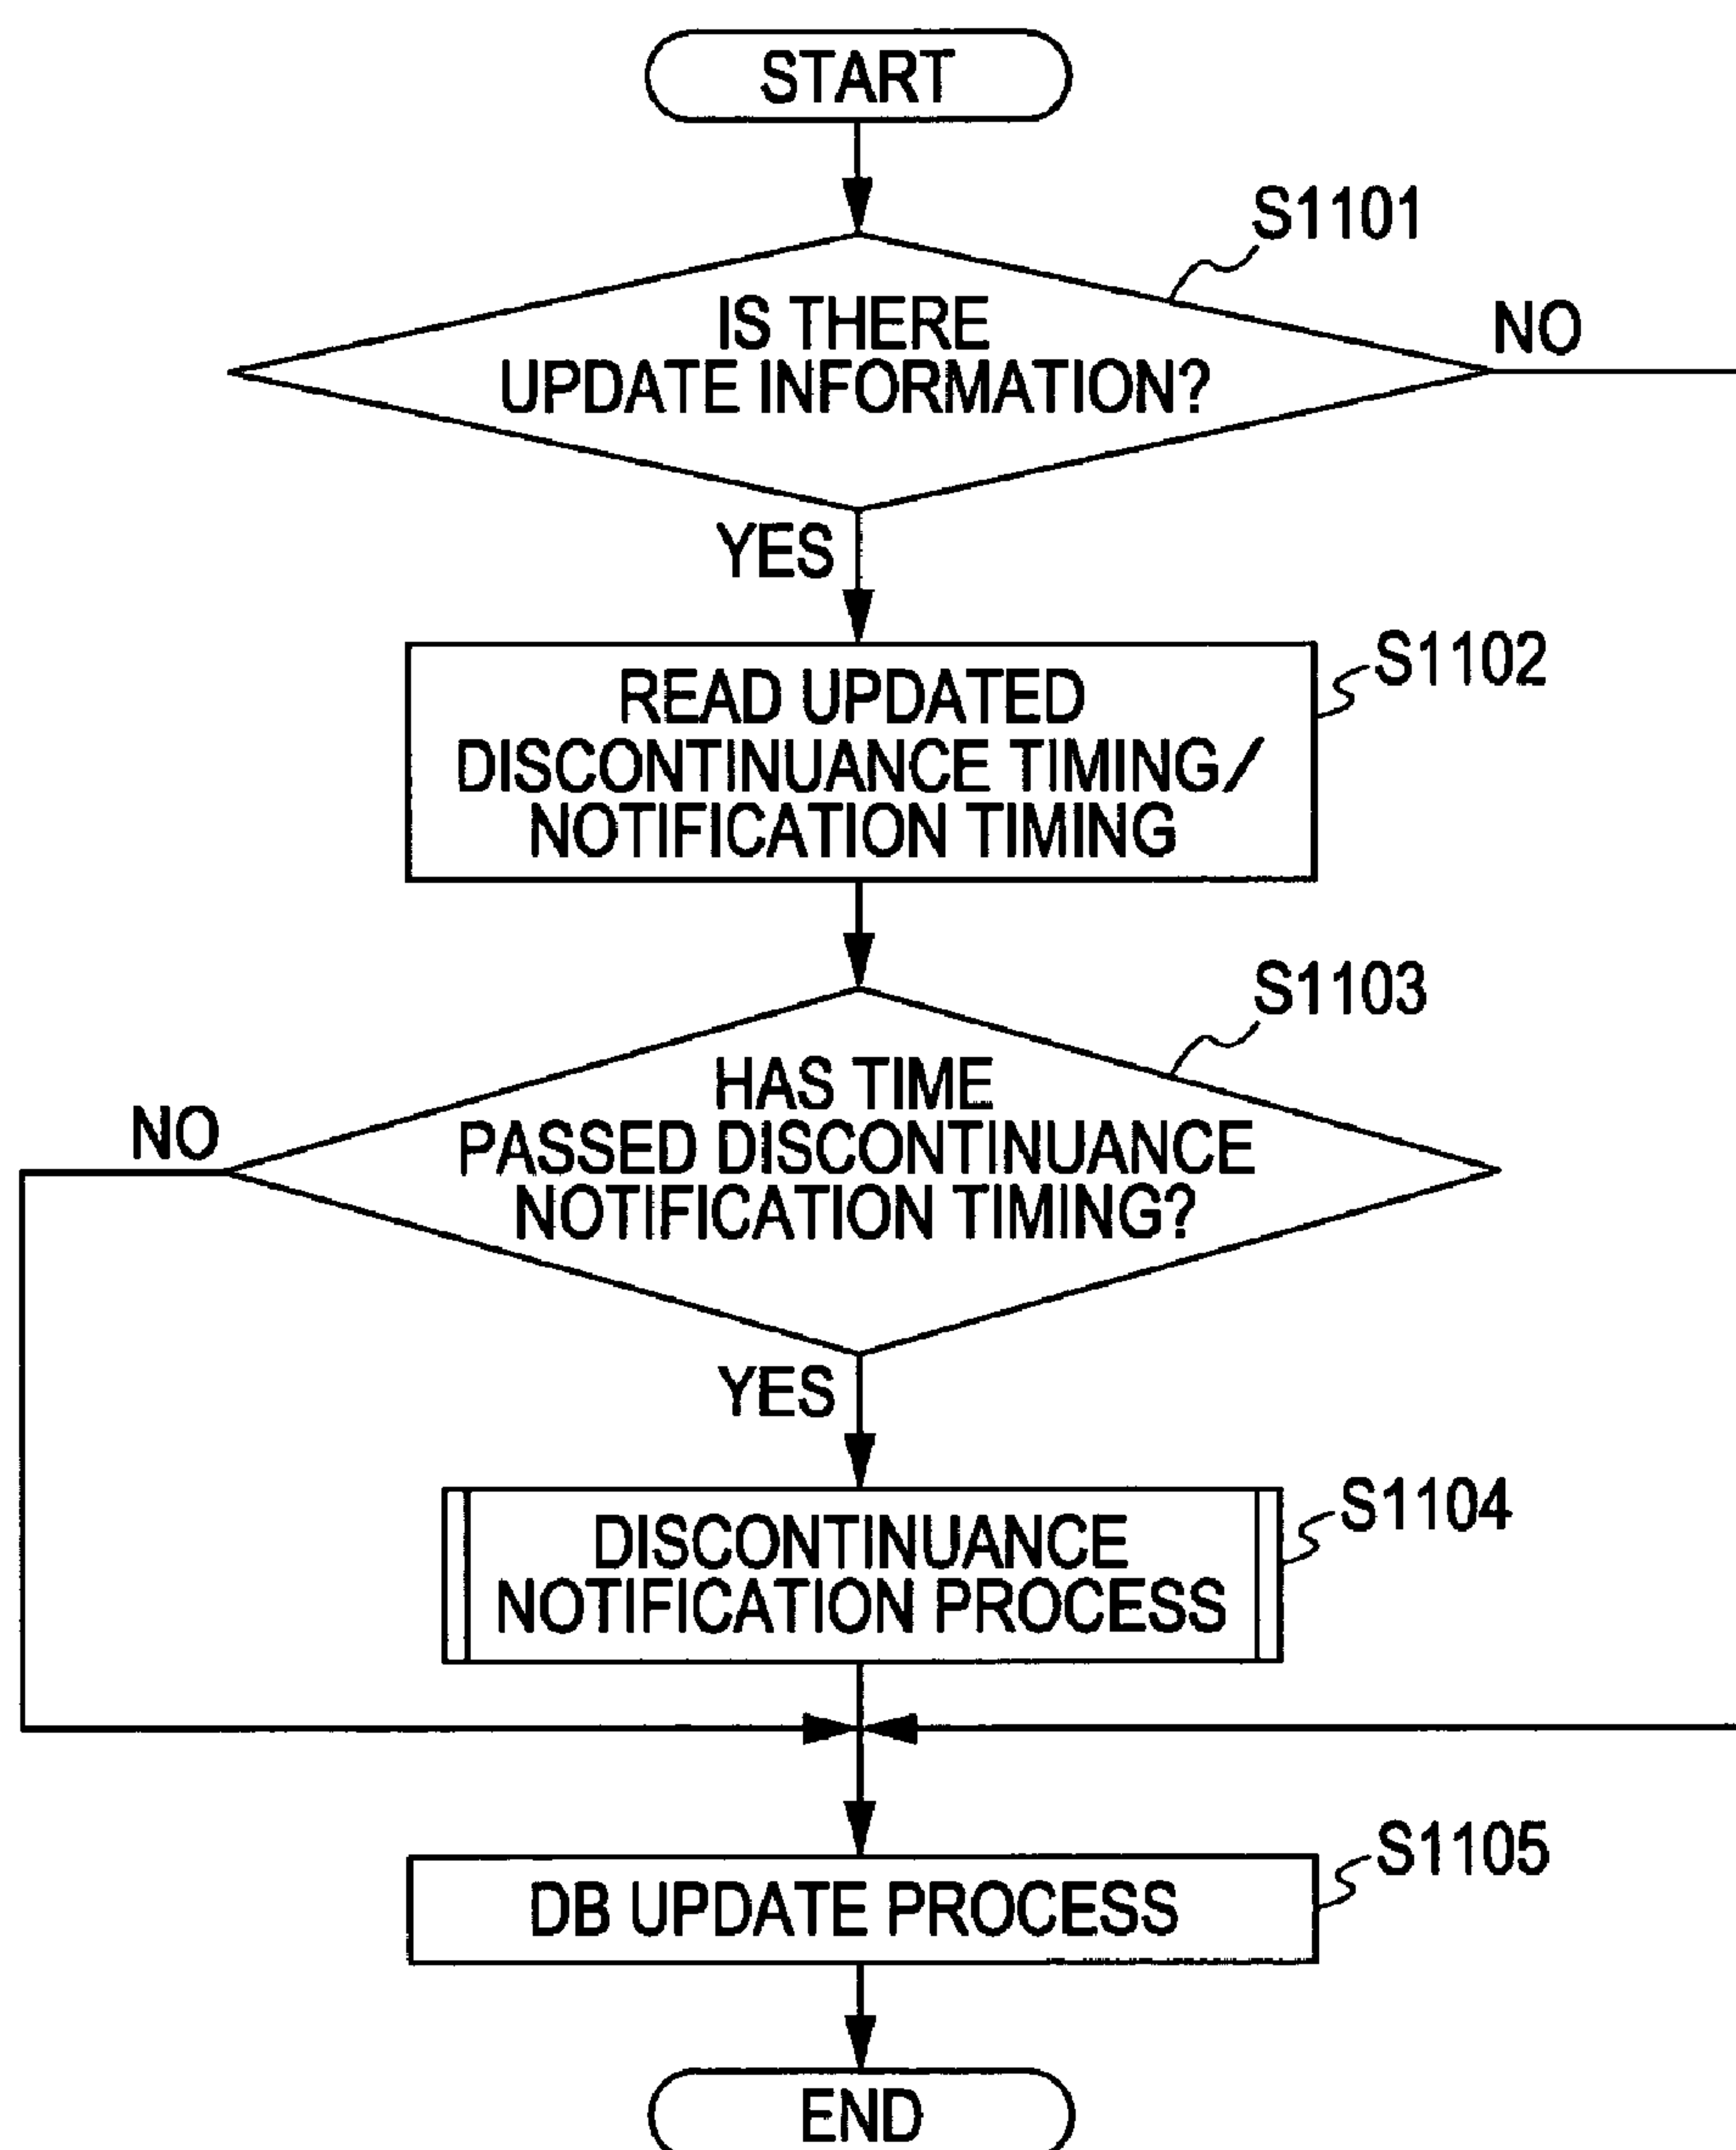 START
S1101
IS THERE
UPDATE INFORMATION?
NO
YES
S1102
READ UPDATED
DISCONTINUANCE TIMING/
NOTIFICATION TIMING
S1103
HAS TIME
PASSED DISCONTINUANCE
NOTIFICATION TIMING?
NO
YES
S1104
DISCONTINUANCE
NOTIFICATION PROCESS
S1105
DB UPDATE PROCESS
END